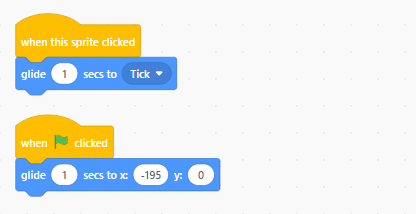 when this sprite clicked
glide 1 secs to Tick
when clicked
glide 1 secs to x: -195 y: 0